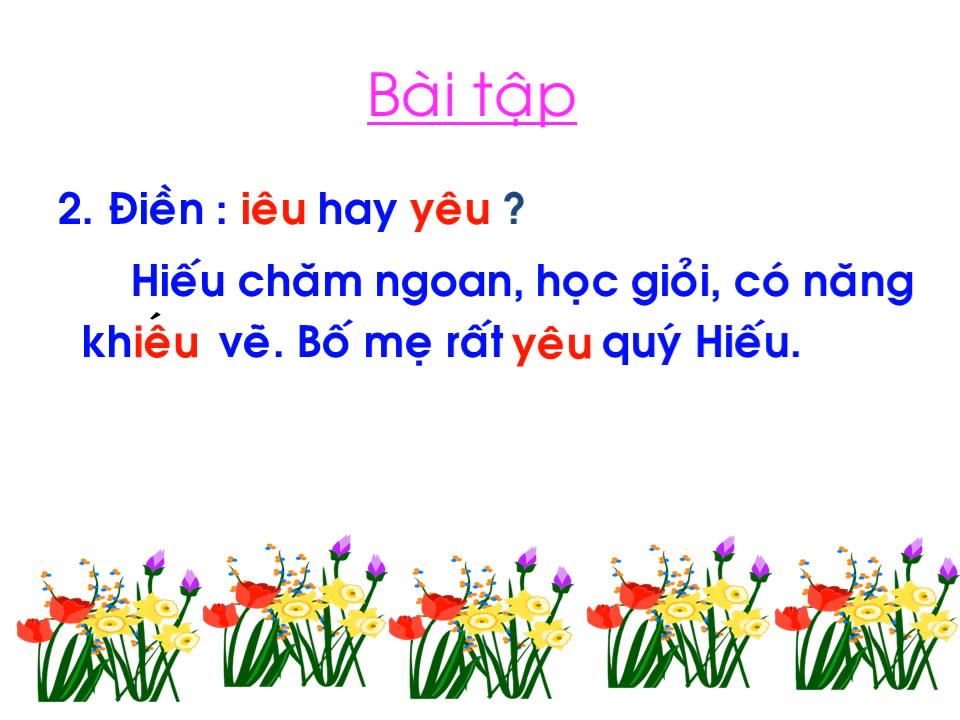 Bài tập
2. Điền : iêu hay yêu ?
Hiếu chăm ngoan, học giỏi, có năng
khiếu vẽ. Bố mẹ rất yêu quý Hiếu.